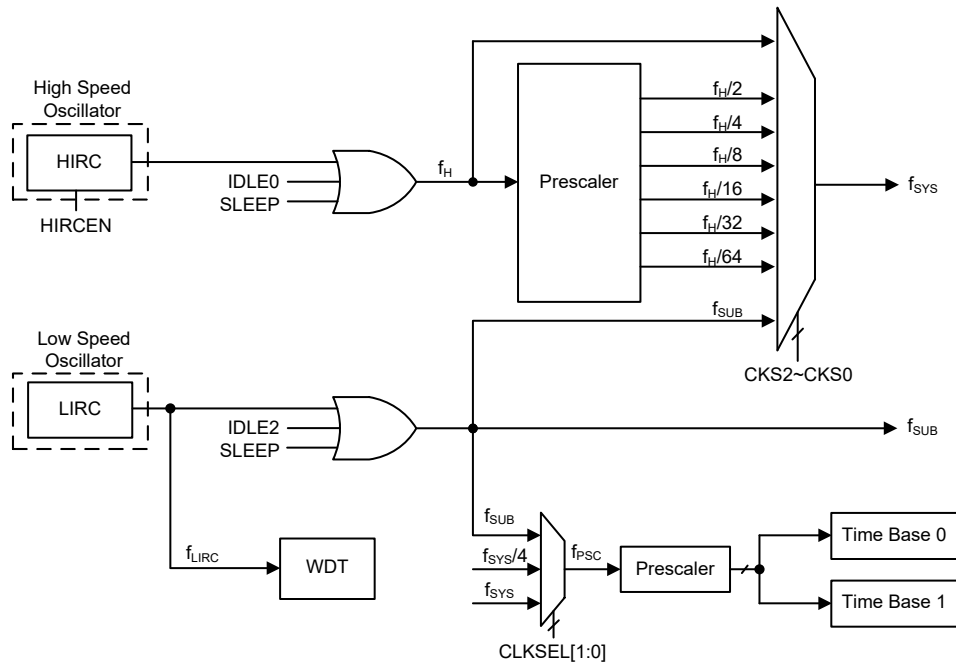 High Speed
Oscillator
HIRC
HIRCEN
IDLE0
SLEEP
fH
Prescaler
fH/2
fH/4
fH/8
fH/16
fH/32
fH/64
fSUB
CKS2~CKS0
fSYS
Low Speed
Oscillator
LIRC
IDLE2
SLEEP
fSUB
fLIRC
WDT
fSUB
fSYS/4
fSYS
CLKSEL[1:0]
fPSC
Prescaler
Time Base 0
Time Base 1